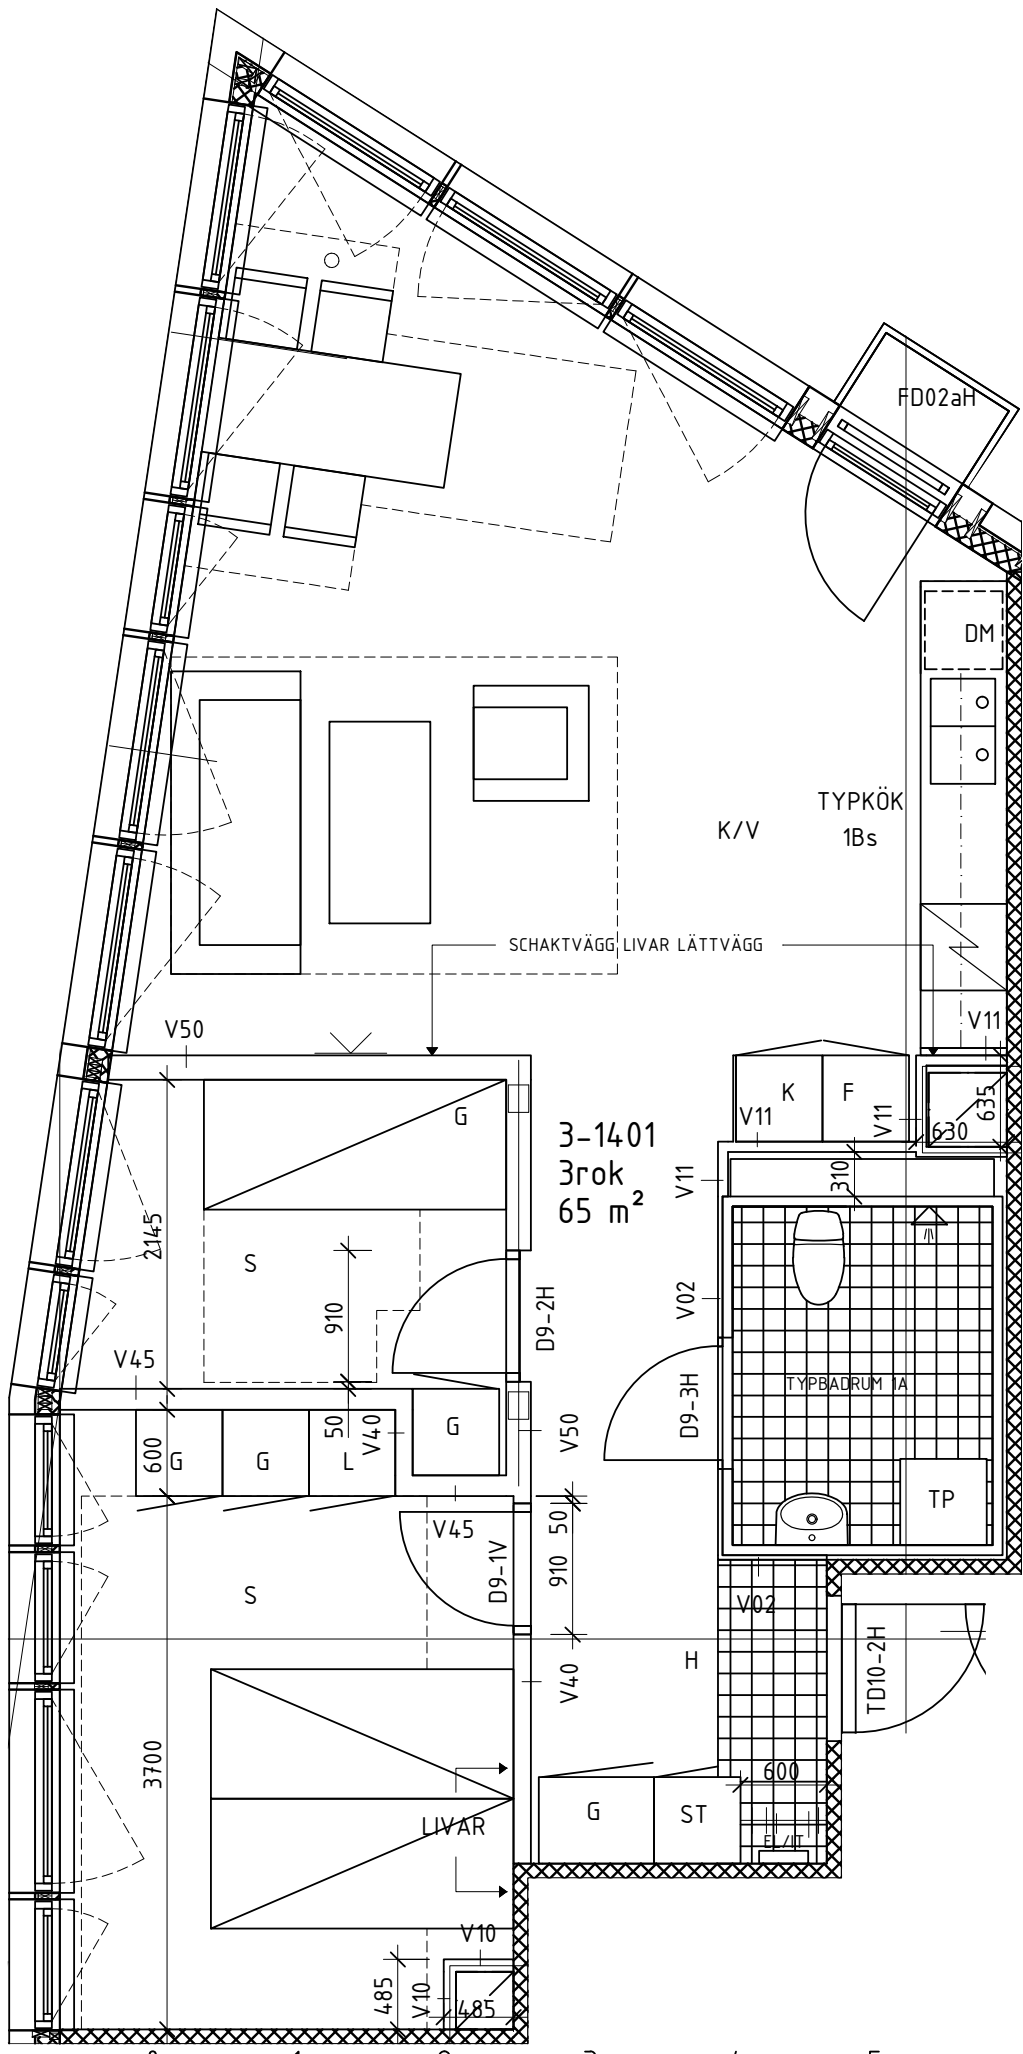 FD02aH
DM
TYPKÖK
1Bs
K/V
SCHAKTVÄGG LIVAR LÄTTVÄGG
V50
V11
K
F
V11
V11
635
630
G
3-1401
3rok
65 m²
V11
310
2145
S
910
D9-2H
V02
V45
TYPBADRUM 1A
D9-3H
600
G
G
L
50
V40
G
V50
TP
V45
50
910
D9-1V
S
V02
H
V40
TD10-2H
3700
600
LIVAR
G
ST
EL/IT
V10
485
V10
485